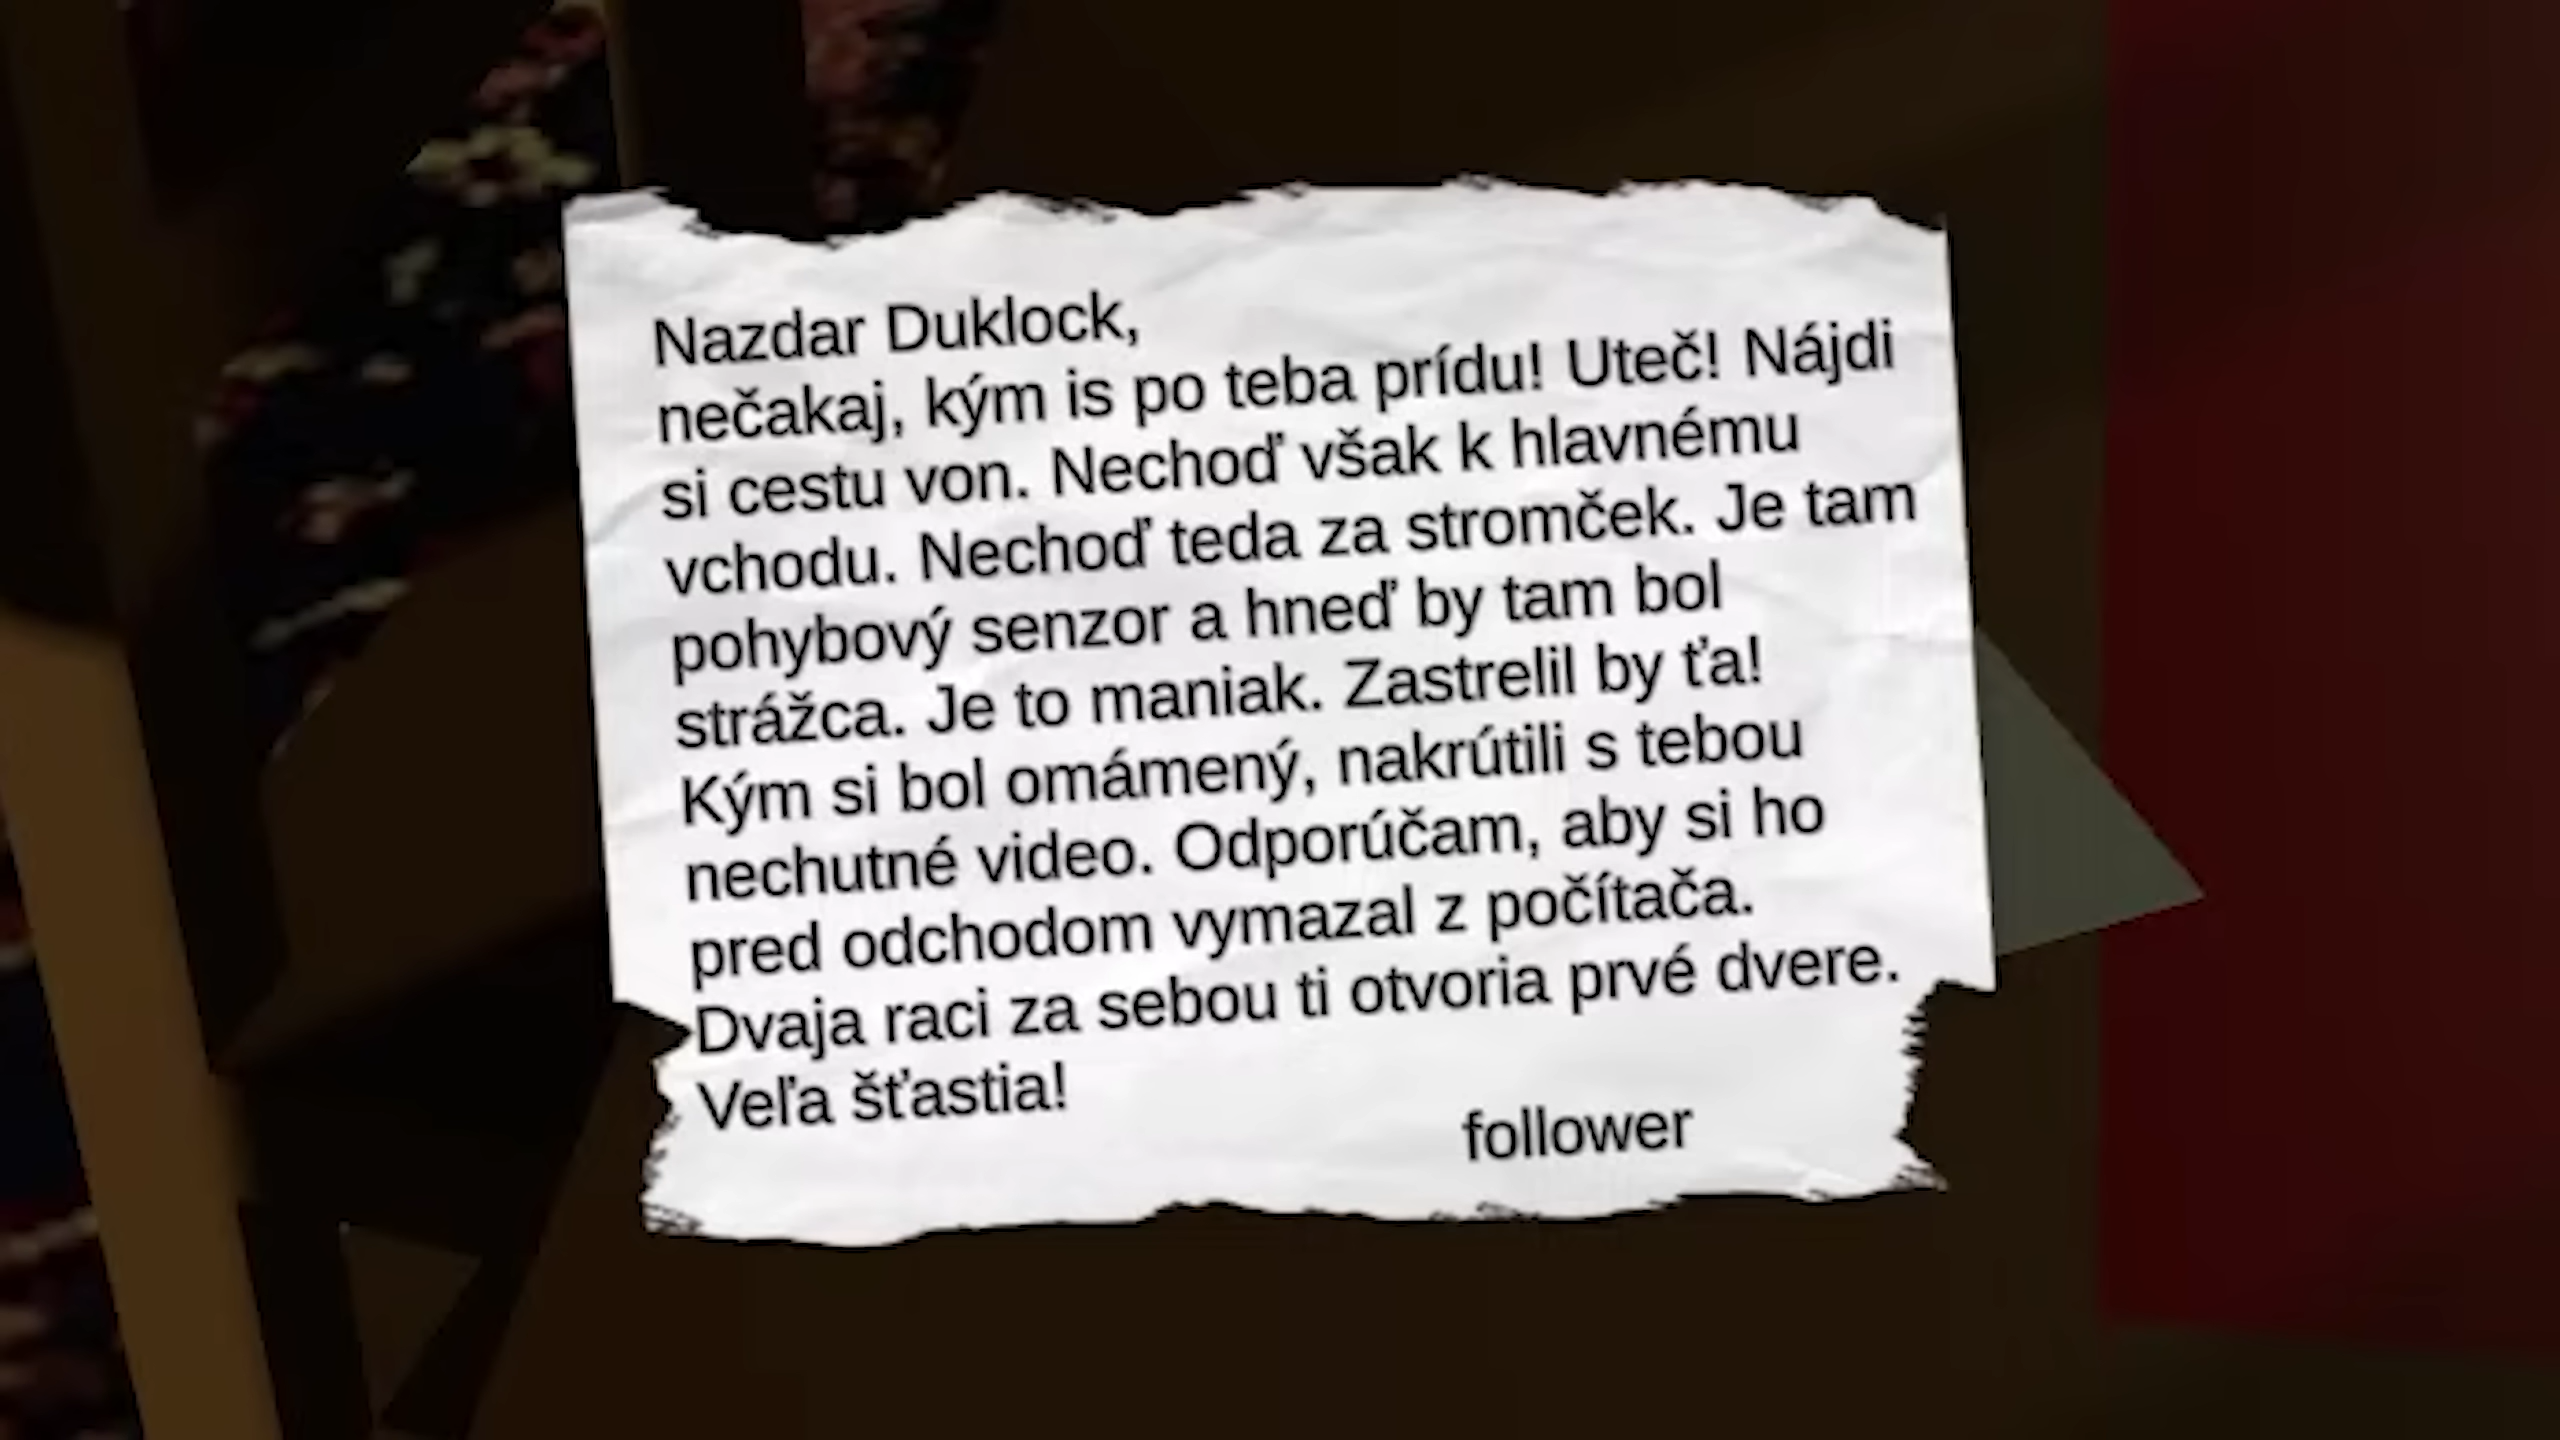 Nazdar Duklock,
nečakaj, kým is po teba prídu! Uteč! Nájdi
si cestu von. Nechoď však k hlavnému
vchodu. Nechoď teda za stromček. Je tam
pohybový senzor a hneď by tam bol
strážca. Je to maniak. Zastrelil by ťa!
Kým si bol omámený, nakrútili s tebou
nechutné video. Odporúčam, aby si ho
pred odchodom vymazal z počítača.
Dvaja raci za sebou ti otvoria prvé dvere.
Veľa šťastia!
follower